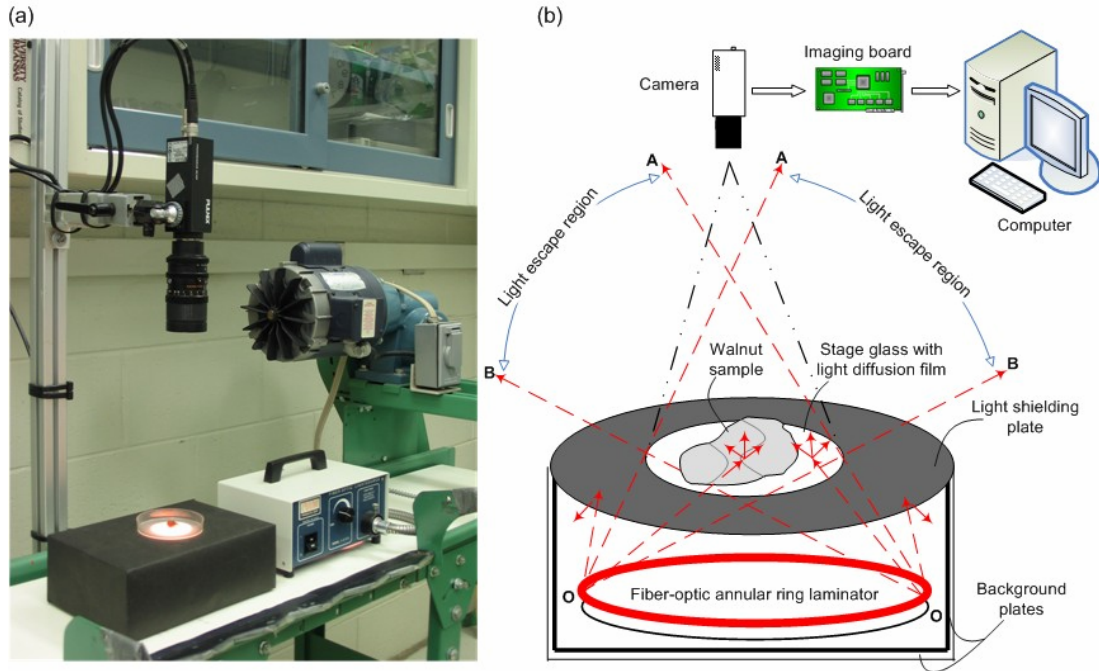 (a)
(b)
Imaging board
Camera
Computer
A
A
Light escape region
Light escape region
B
B
Walnut
sample
Stage glass with
light diffusion film
Light shielding
plate
Fiber-optic annular ring laminator
O
O
Background
plates
PULNiX